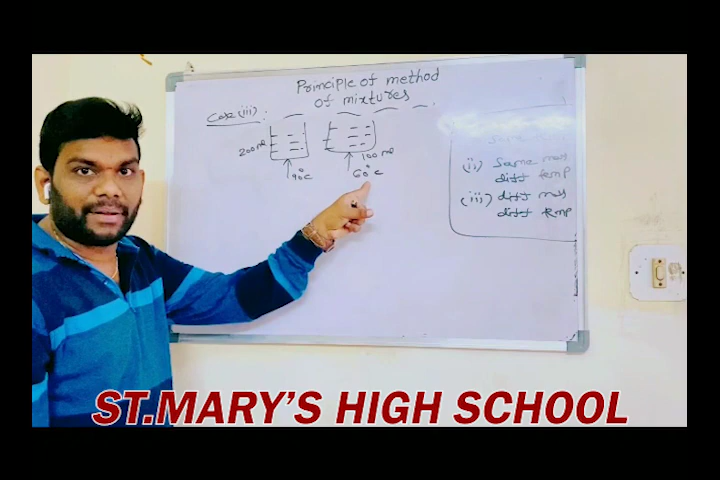 Principle of method
of mixtures
Case (iii) :
200 ml
100 ml
90°C
60°C
(ii) Same mass
diff temp
(iii) diff mass
diff temp
ST.MARY'S HIGH SCHOOL